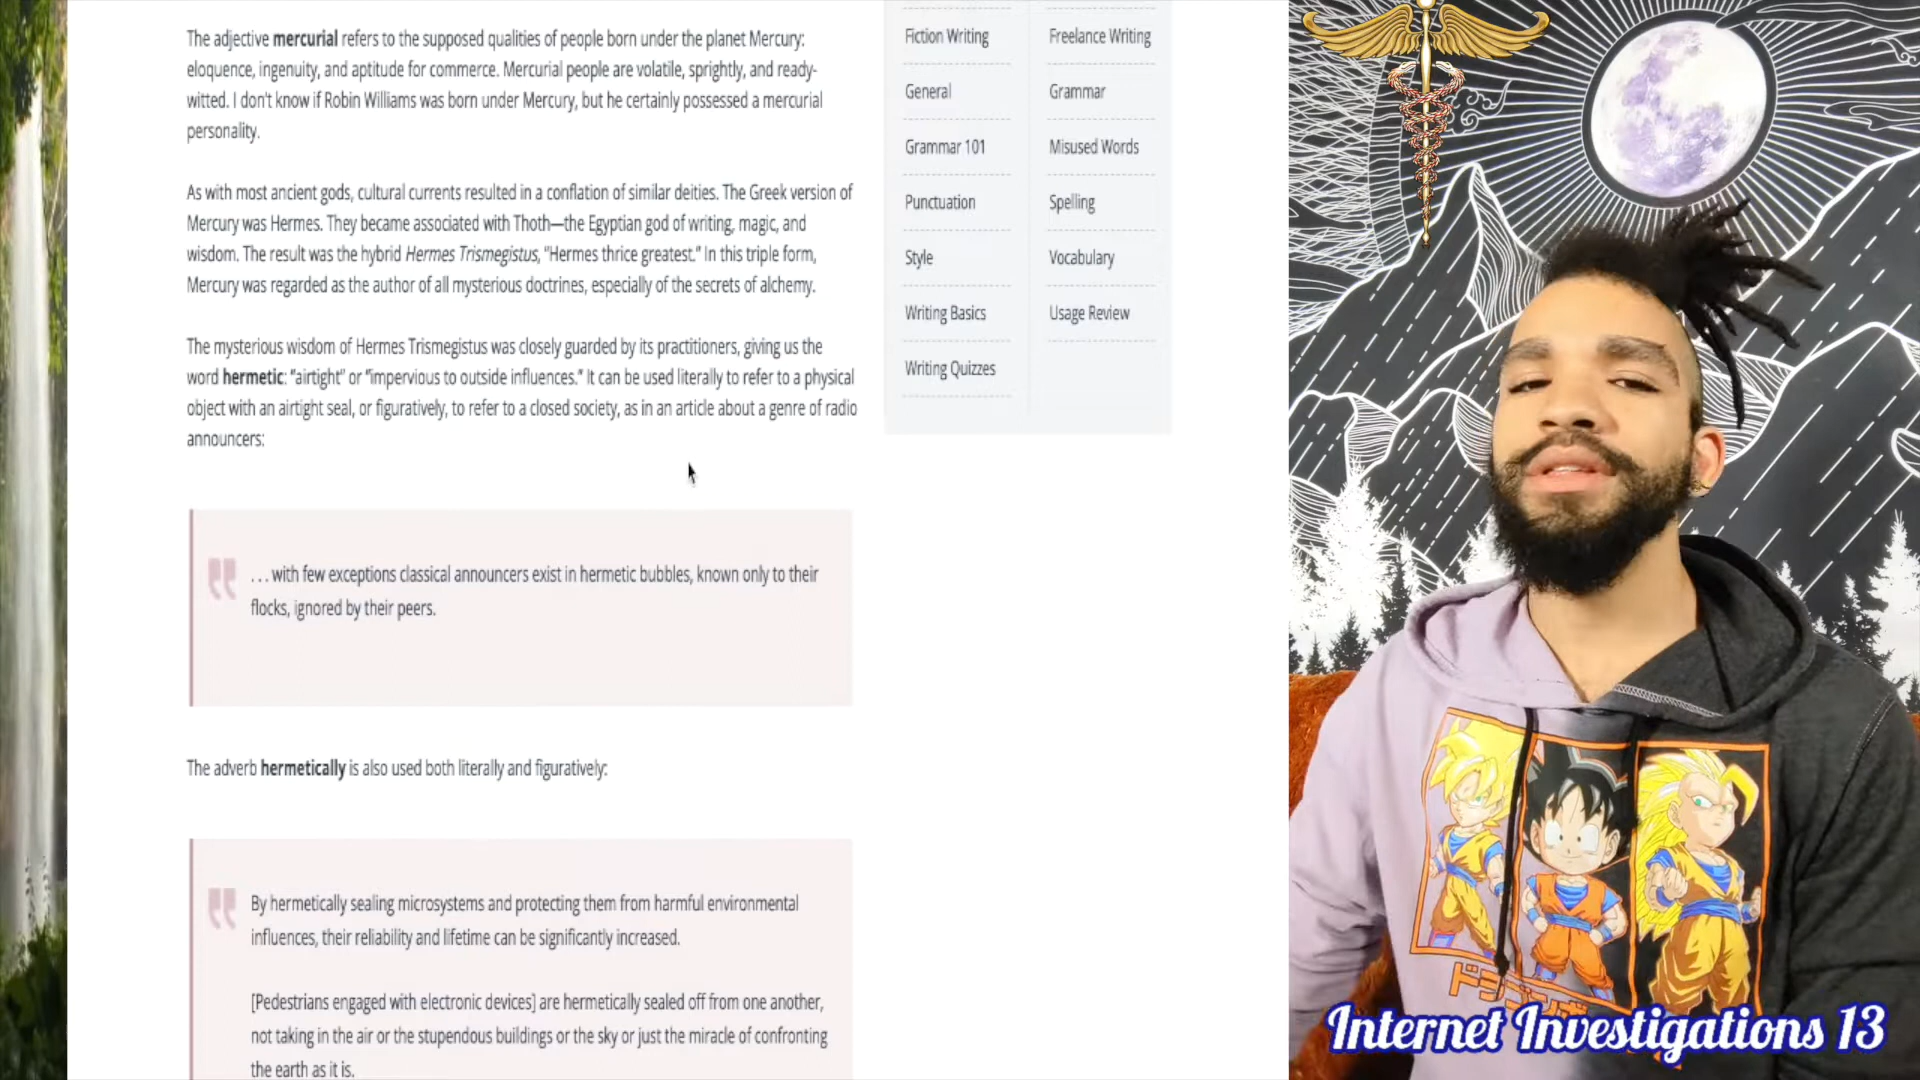 The adjective mercurial refers to the supposed qualities of people born under the planet Mercury:
eloquence, ingenuity, and aptitude for commerce. Mercurial people are volatile, sprightly, and ready-
witted. I don't know if Robin Williams was born under Mercury, but he certainly possessed a mercurial
personality.
As with most ancient gods, cultural currents resulted in a conflation of similar deities. The Greek version of
Mercury was Hermes. They became associated with Thoth—the Egyptian god of writing, magic, and
wisdom. The result was the hybrid Hermes Trismegistus, “Hermes thrice greatest.” In this triple form,
Mercury was regarded as the author of all mysterious doctrines, especially of the secrets of alchemy.
The mysterious wisdom of Hermes Trismegistus was closely guarded by its practitioners, giving us the
word hermetic: “airtight” or “impervious to outside influences.” It can be used literally to refer to a physical
object with an airtight seal, or figuratively, to refer to a closed society, as in an article about a genre of radio
announcers:
. . . with few exceptions classical announcers exist in hermetic bubbles, known only to their
flocks, ignored by their peers.
The adverb hermetically is also used both literally and figuratively:
By hermetically sealing microsystems and protecting them from harmful environmental
influences, their reliability and lifetime can be significantly increased.
[Pedestrians engaged with electronic devices] are hermetically sealed off from one another,
not taking in the air or the stupendous buildings or the sky or just the miracle of confronting
the earth as it is.
Fiction Writing
Freelance Writing
General
Grammar
Grammar 101
Misused Words
Punctuation
Spelling
Style
Vocabulary
Writing Basics
Usage Review
Writing Quizzes
Internet Investigations 13